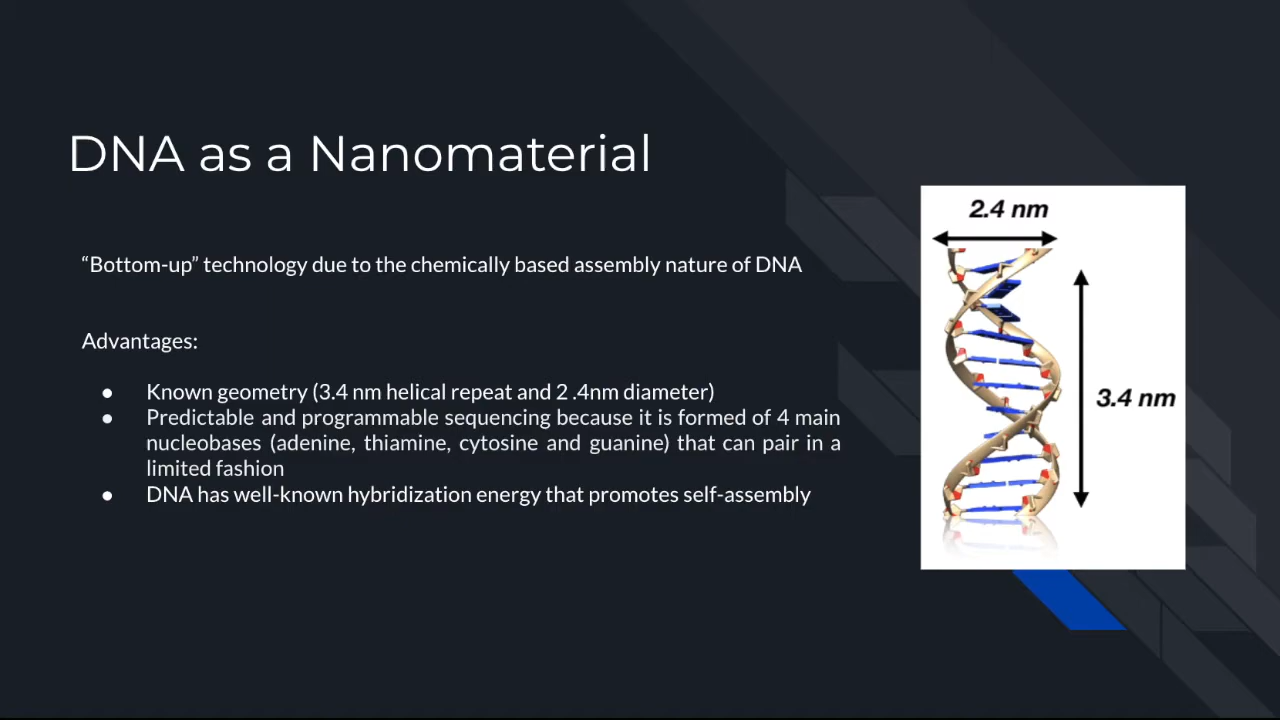 DNA as a Nanomaterial
2.4 nm
“Bottom-up” technology due to the chemically based assembly nature of DNA
Advantages:
● Known geometry (3.4 nm helical repeat and 2 .4nm diameter)
● Predictable and programmable sequencing because it is formed of 4 main
nucleobases (adenine, thiamine, cytosine and guanine) that can pair in a
limited fashion
● DNA has well-known hybridization energy that promotes self-assembly
3.4 nm